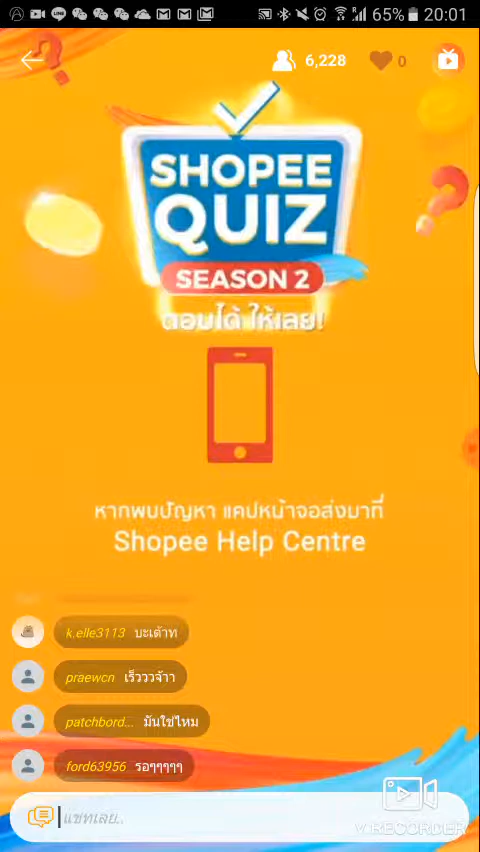 65% 20:01
6,228 0
SHOPEE
QUIZ
SEASON 2
ตอบได้ ให้เลย!
หากพบปัญหา แคปหน้าจอส่งมาที่
Shopee Help Centre
k.elle3113 บะเต้าท
praewcn เร็วววจ้าา
patchbord... มันใช่ไหม
ford63956 รอๆๆๆๆๆ
แชทเลย..
V RECORDER